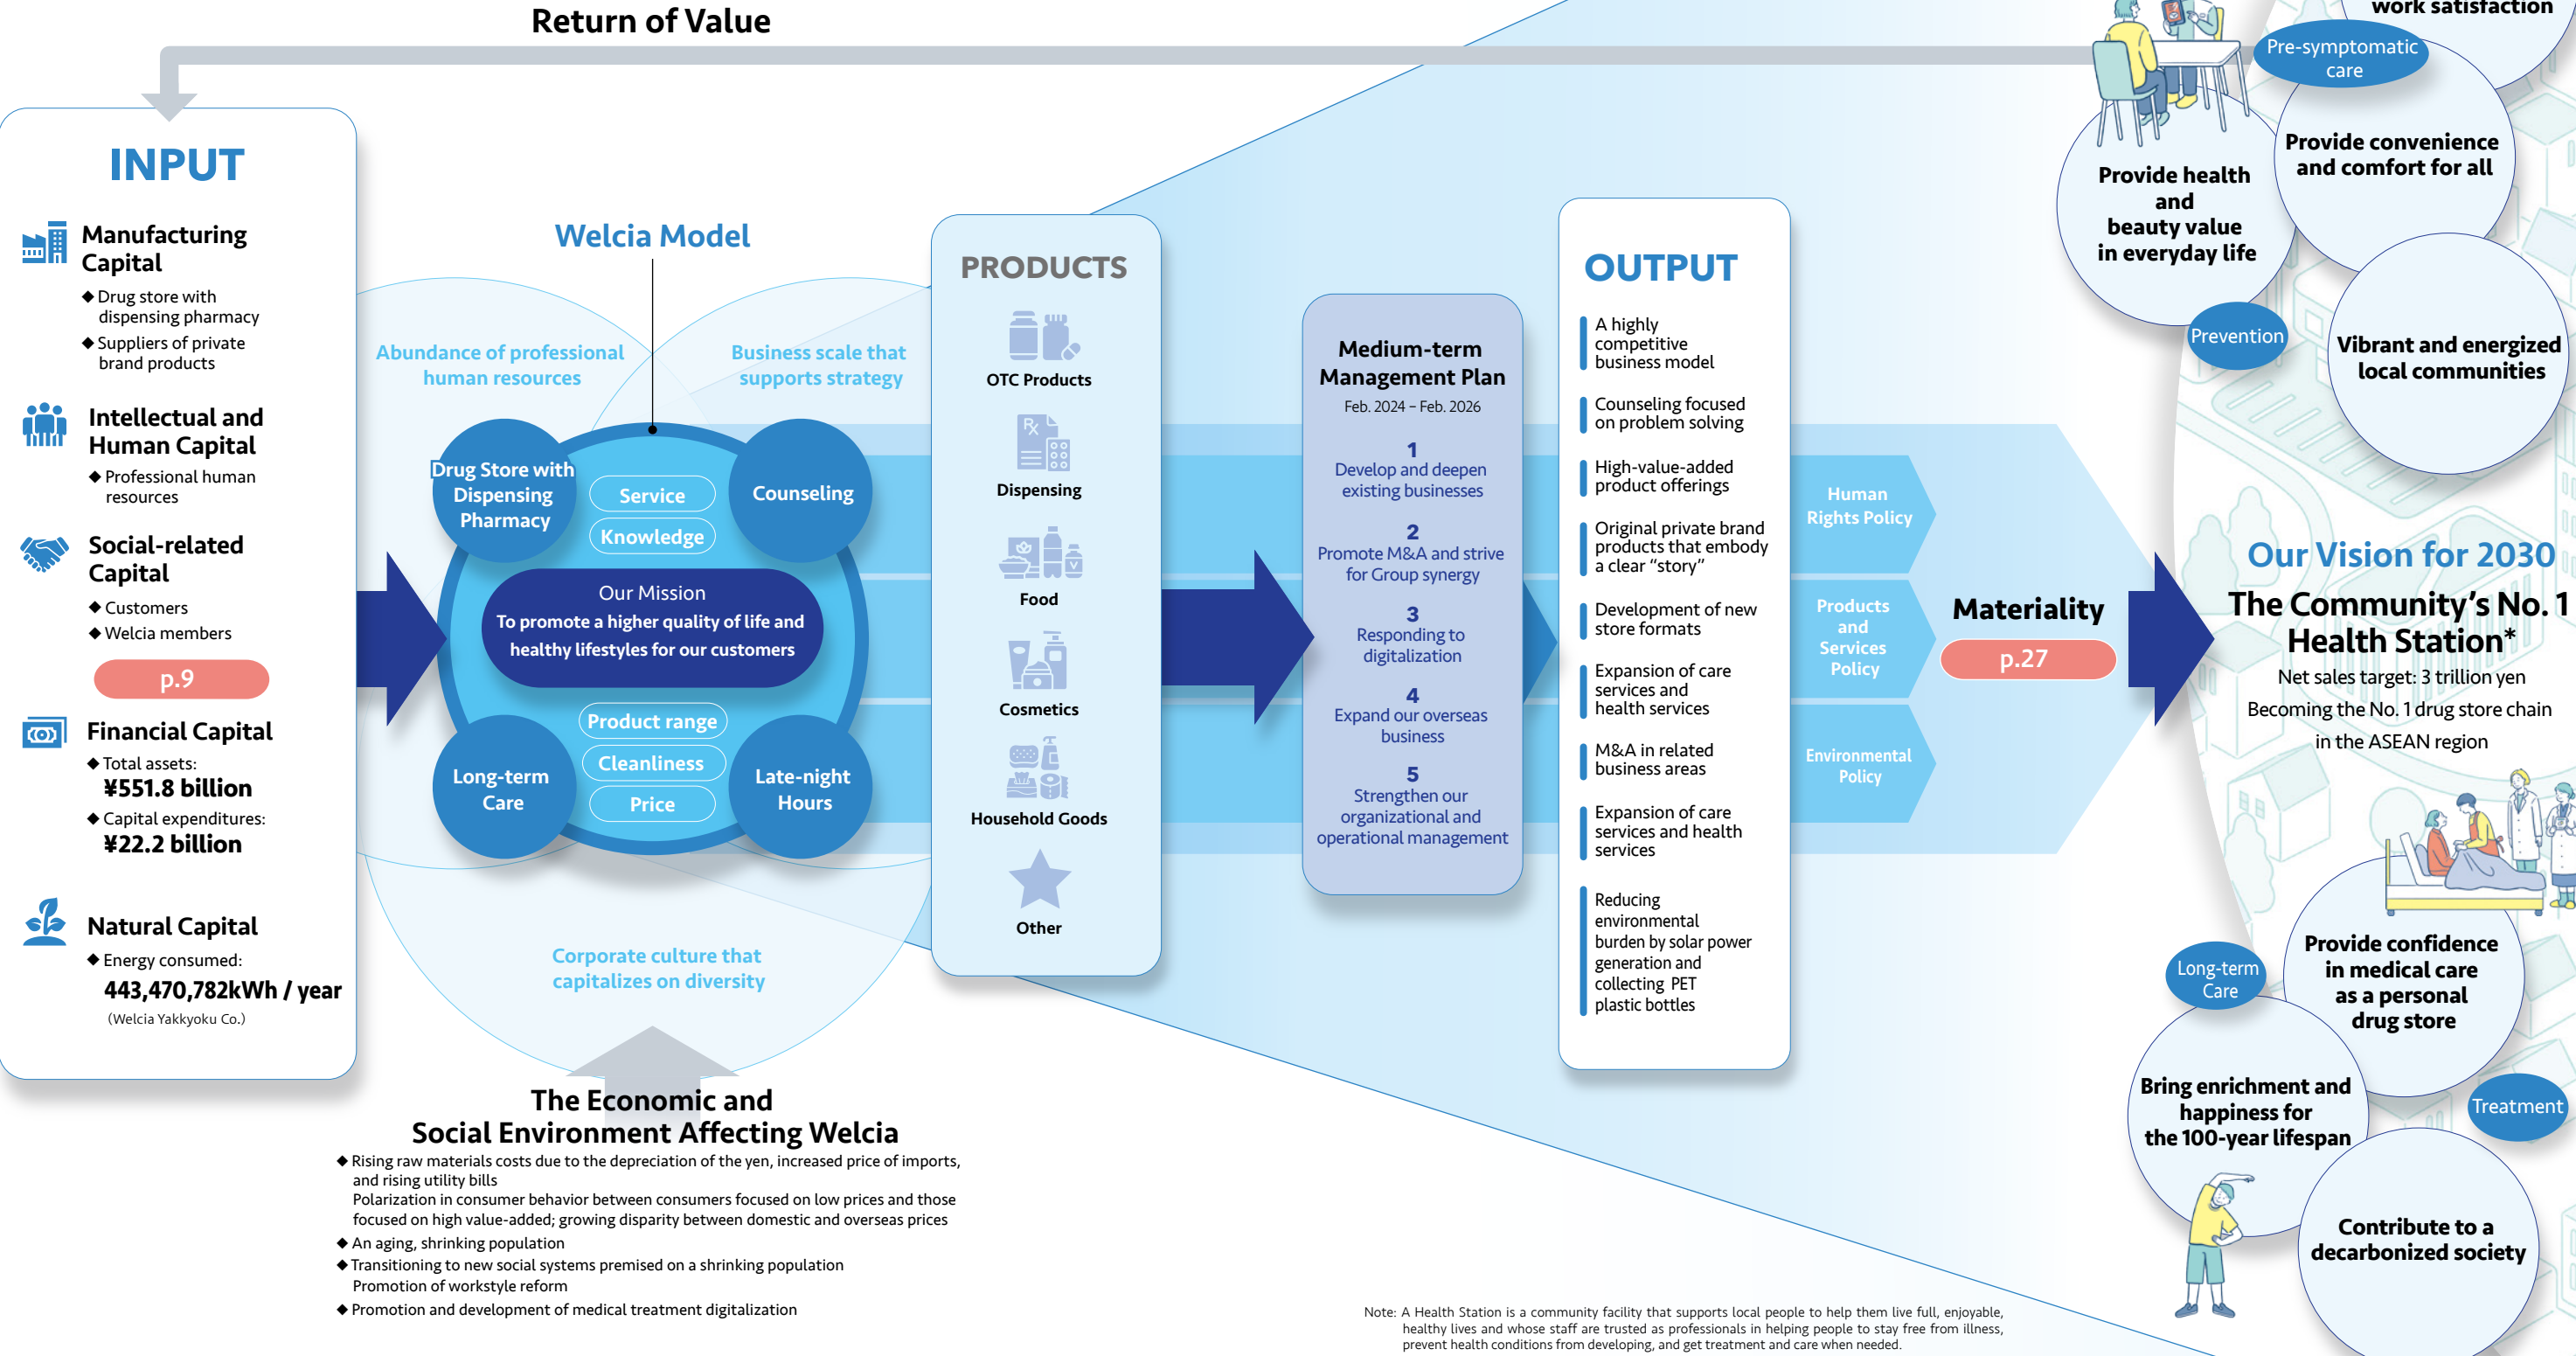 Return of Value
INPUT
Manufacturing
Capital
◆ Drug store with
dispensing pharmacy
◆ Suppliers of private
brand products
Intellectual and
Human Capital
◆ Professional human
resources
Social-related
Capital
◆ Customers
◆ Welcia members
p.9
Financial Capital
◆ Total assets:
¥551.8 billion
◆ Capital expenditures:
¥22.2 billion
Natural Capital
◆ Energy consumed:
443,470,782kWh / year
(Welcia Yakkyoku Co.)
Welcia Model
Abundance of professional
human resources
Business scale that
supports strategy
Drug Store with
Dispensing
Pharmacy
Service
Knowledge
Counseling
Our Mission
To promote a higher quality of life and
healthy lifestyles for our customers
Long-term
Care
Product range
Cleanliness
Price
Late-night
Hours
Corporate culture that
capitalizes on diversity
The Economic and
Social Environment Affecting Welcia
◆ Rising raw materials costs due to the depreciation of the yen, increased price of imports,
and rising utility bills
Polarization in consumer behavior between consumers focused on low prices and those
focused on high value-added; growing disparity between domestic and overseas prices
◆ An aging, shrinking population
◆ Transitioning to new social systems premised on a shrinking population
Promotion of workstyle reform
◆ Promotion and development of medical treatment digitalization
PRODUCTS
Rx
OTC Products
Dispensing
V
Food
Cosmetics
Household Goods
Other
Medium-term
Management Plan
Feb. 2024 – Feb. 2026
1
Develop and deepen
existing businesses
2
Promote M&A and strive
for Group synergy
3
Responding to
digitalization
4
Expand our overseas
business
5
Strengthen our
organizational and
operational management
OUTPUT
A highly
competitive
business model
Counseling focused
on problem solving
High-value-added
product offerings
Original private brand
products that embody
a clear “story”
Development of new
store formats
Expansion of care
services and
health services
M&A in related
business areas
Expansion of care
services and health
services
Reducing
environmental
burden by solar power
generation and
collecting PET
plastic bottles
Human
Rights Policy
Products
and
Services
Policy
Environmental
Policy
Materiality
p.27
work satisfaction
Pre-symptomatic
care
Provide convenience
and comfort for all
Provide health
and
beauty value
in everyday life
Prevention
Vibrant and energized
local communities
Our Vision for 2030
The Community’s No. 1
Health Station*
Net sales target: 3 trillion yen
Becoming the No. 1 drug store chain
in the ASEAN region
Provide confidence
in medical care
as a personal
drug store
Long-term
Care
Bring enrichment and
happiness for
the 100-year lifespan
Treatment
Contribute to a
decarbonized society
Note: A Health Station is a community facility that supports local people to help them live full, enjoyable,
healthy lives and whose staff are trusted as professionals in helping people to stay free from illness,
prevent health conditions from developing, and get treatment and care when needed.